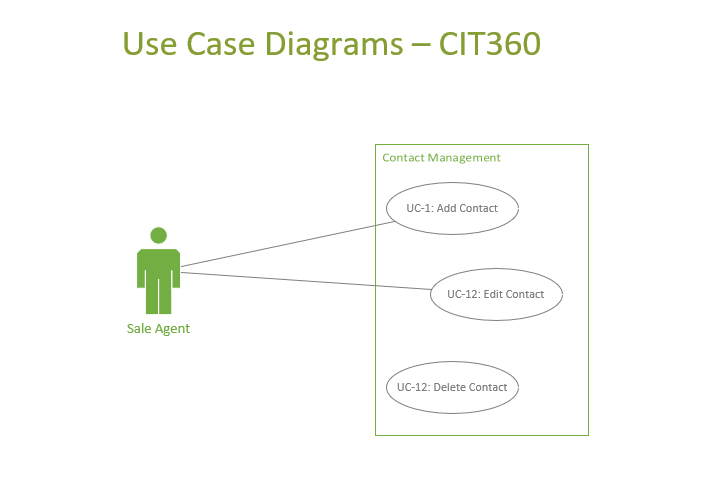 Use Case Diagrams – CIT360
Contact Management
UC-1: Add Contact
UC-12: Edit Contact
Sale Agent
UC-12: Delete Contact